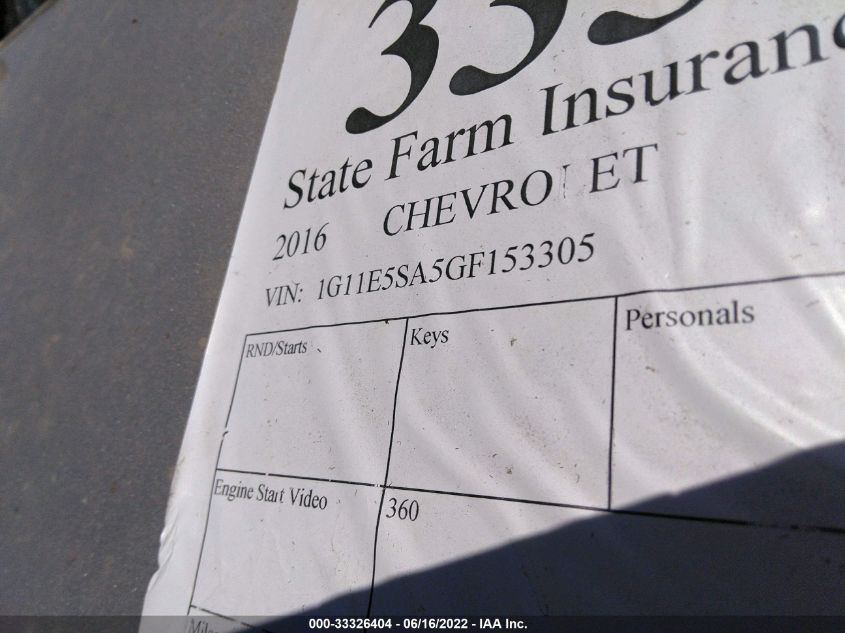 333
State Farm Insuranc
2016 CHEVROLET
VIN: 1G11E5SA5GF153305
RND/Starts Keys Personals
Engine Start Video 360
000-33326404 - 06/16/2022 - IAA Inc.